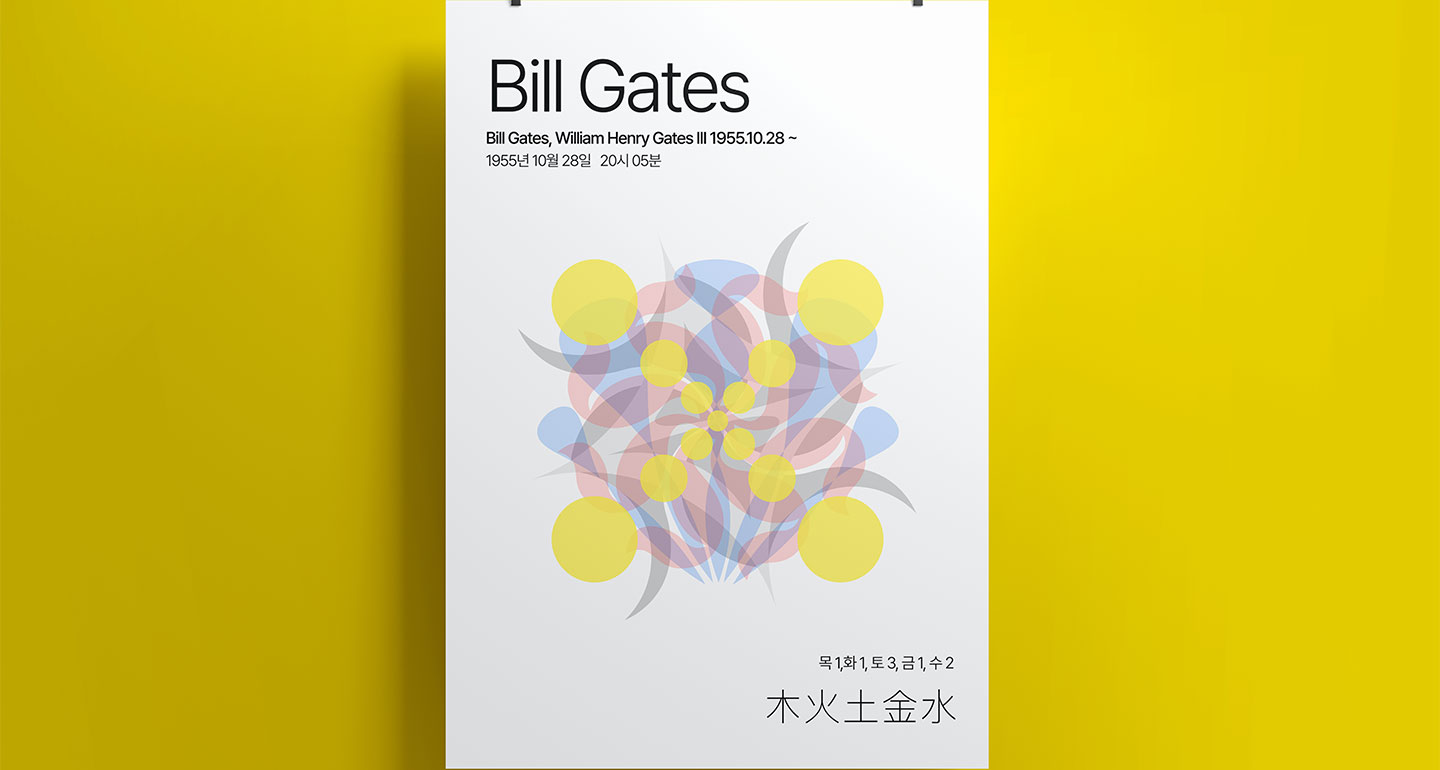 Bill Gates
Bill Gates, William Henry Gates III 1955.10.28 ~
1955년 10월 28일 20시 05분
목1,화1,토3,금1,수2
木火土金水